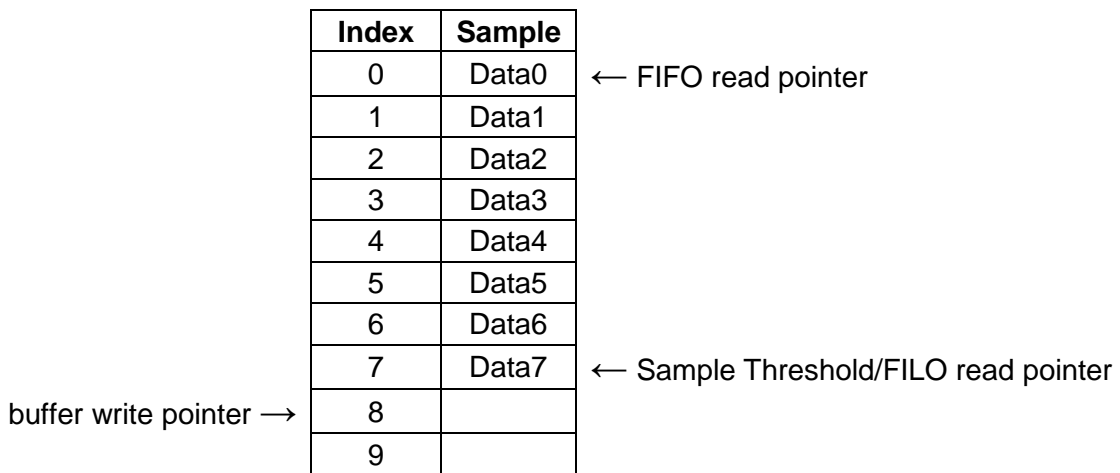 Index Sample
0 Data0 ← FIFO read pointer
1 Data1
2 Data2
3 Data3
4 Data4
5 Data5
6 Data6
7 Data7 ← Sample Threshold/FILO read pointer
buffer write pointer → 8
9